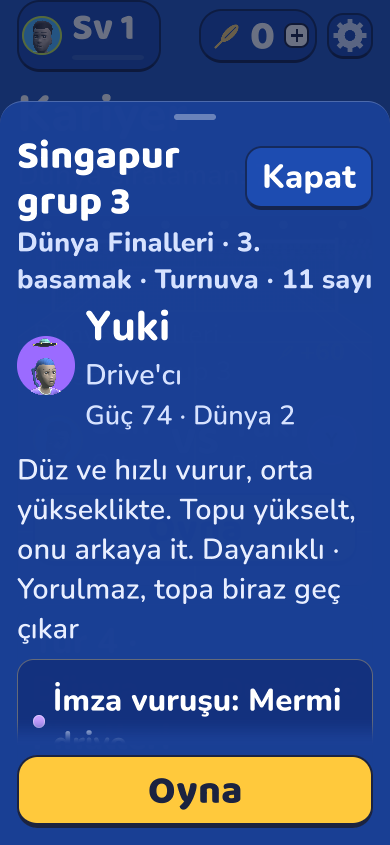 Sv 1
0
Kariyer
Singapur
grup 3
Kapat
Dünya Finalleri · 3.
basamak · Turnuva · 11 sayı
Yuki
Drive'cı
Güç 74 · Dünya 2
Düz ve hızlı vurur, orta
yükseklikte. Topu yükselt,
onu arkaya it. Dayanıklı ·
Yorulmaz, topa biraz geç
çıkar
İmza vuruşu: Mermi
drive
Oyna